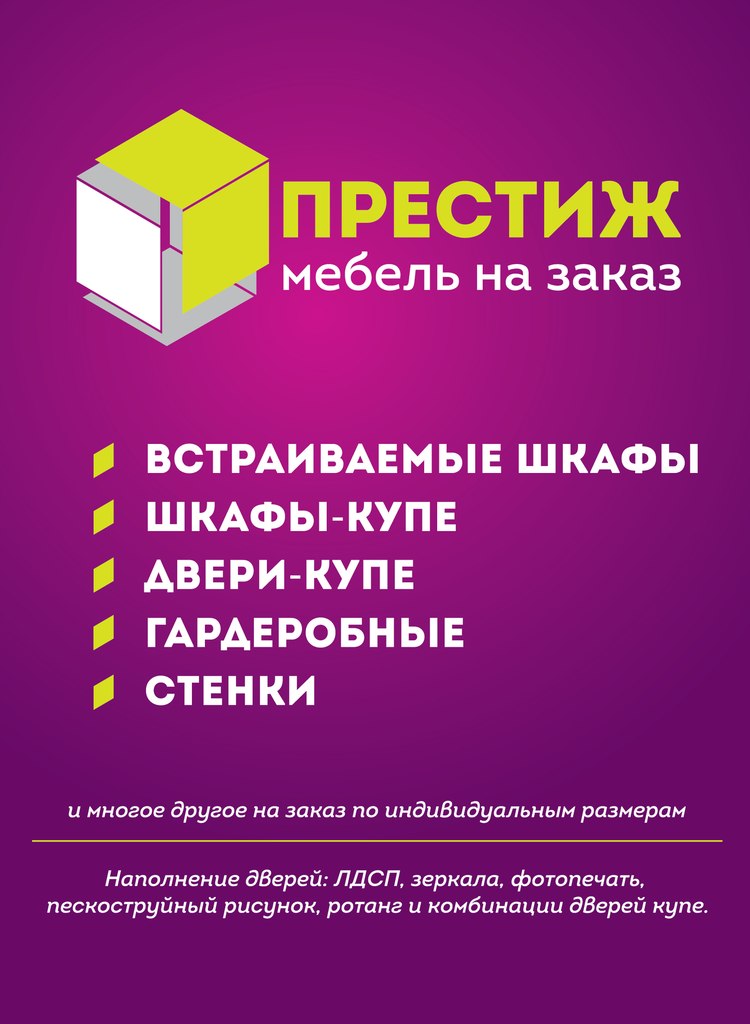 ПРЕСТИЖ
мебель на заказ
ВСТРАИВАЕМЫЕ ШКАФЫ
ШКАФЫ-КУПЕ
ДВЕРИ-КУПЕ
ГАРДЕРОБНЫЕ
СТЕНКИ
и многое другое на заказ по индивидуальным размерам
Наполнение дверей: ЛДСП, зеркала, фотопечать,
пескоструйный рисунок, ротанг и комбинации дверей купе.